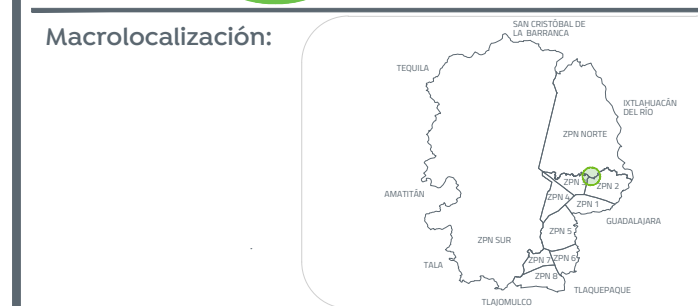 Macrolocalización:
SAN CRISTÓBAL DE
LA BARRANCA
TEQUILA
IXTLAHUACÁN
DEL RÍO
ZPN NORTE
ZPN 3
ZPN 2
AMATITÁN
ZPN 4
ZPN 1
GUADALAJARA
ZPN 5
ZPN SUR
ZPN 7
ZPN 6
TALA
ZPN 8
TLAQUEPAQUE
TLAJOMULCO